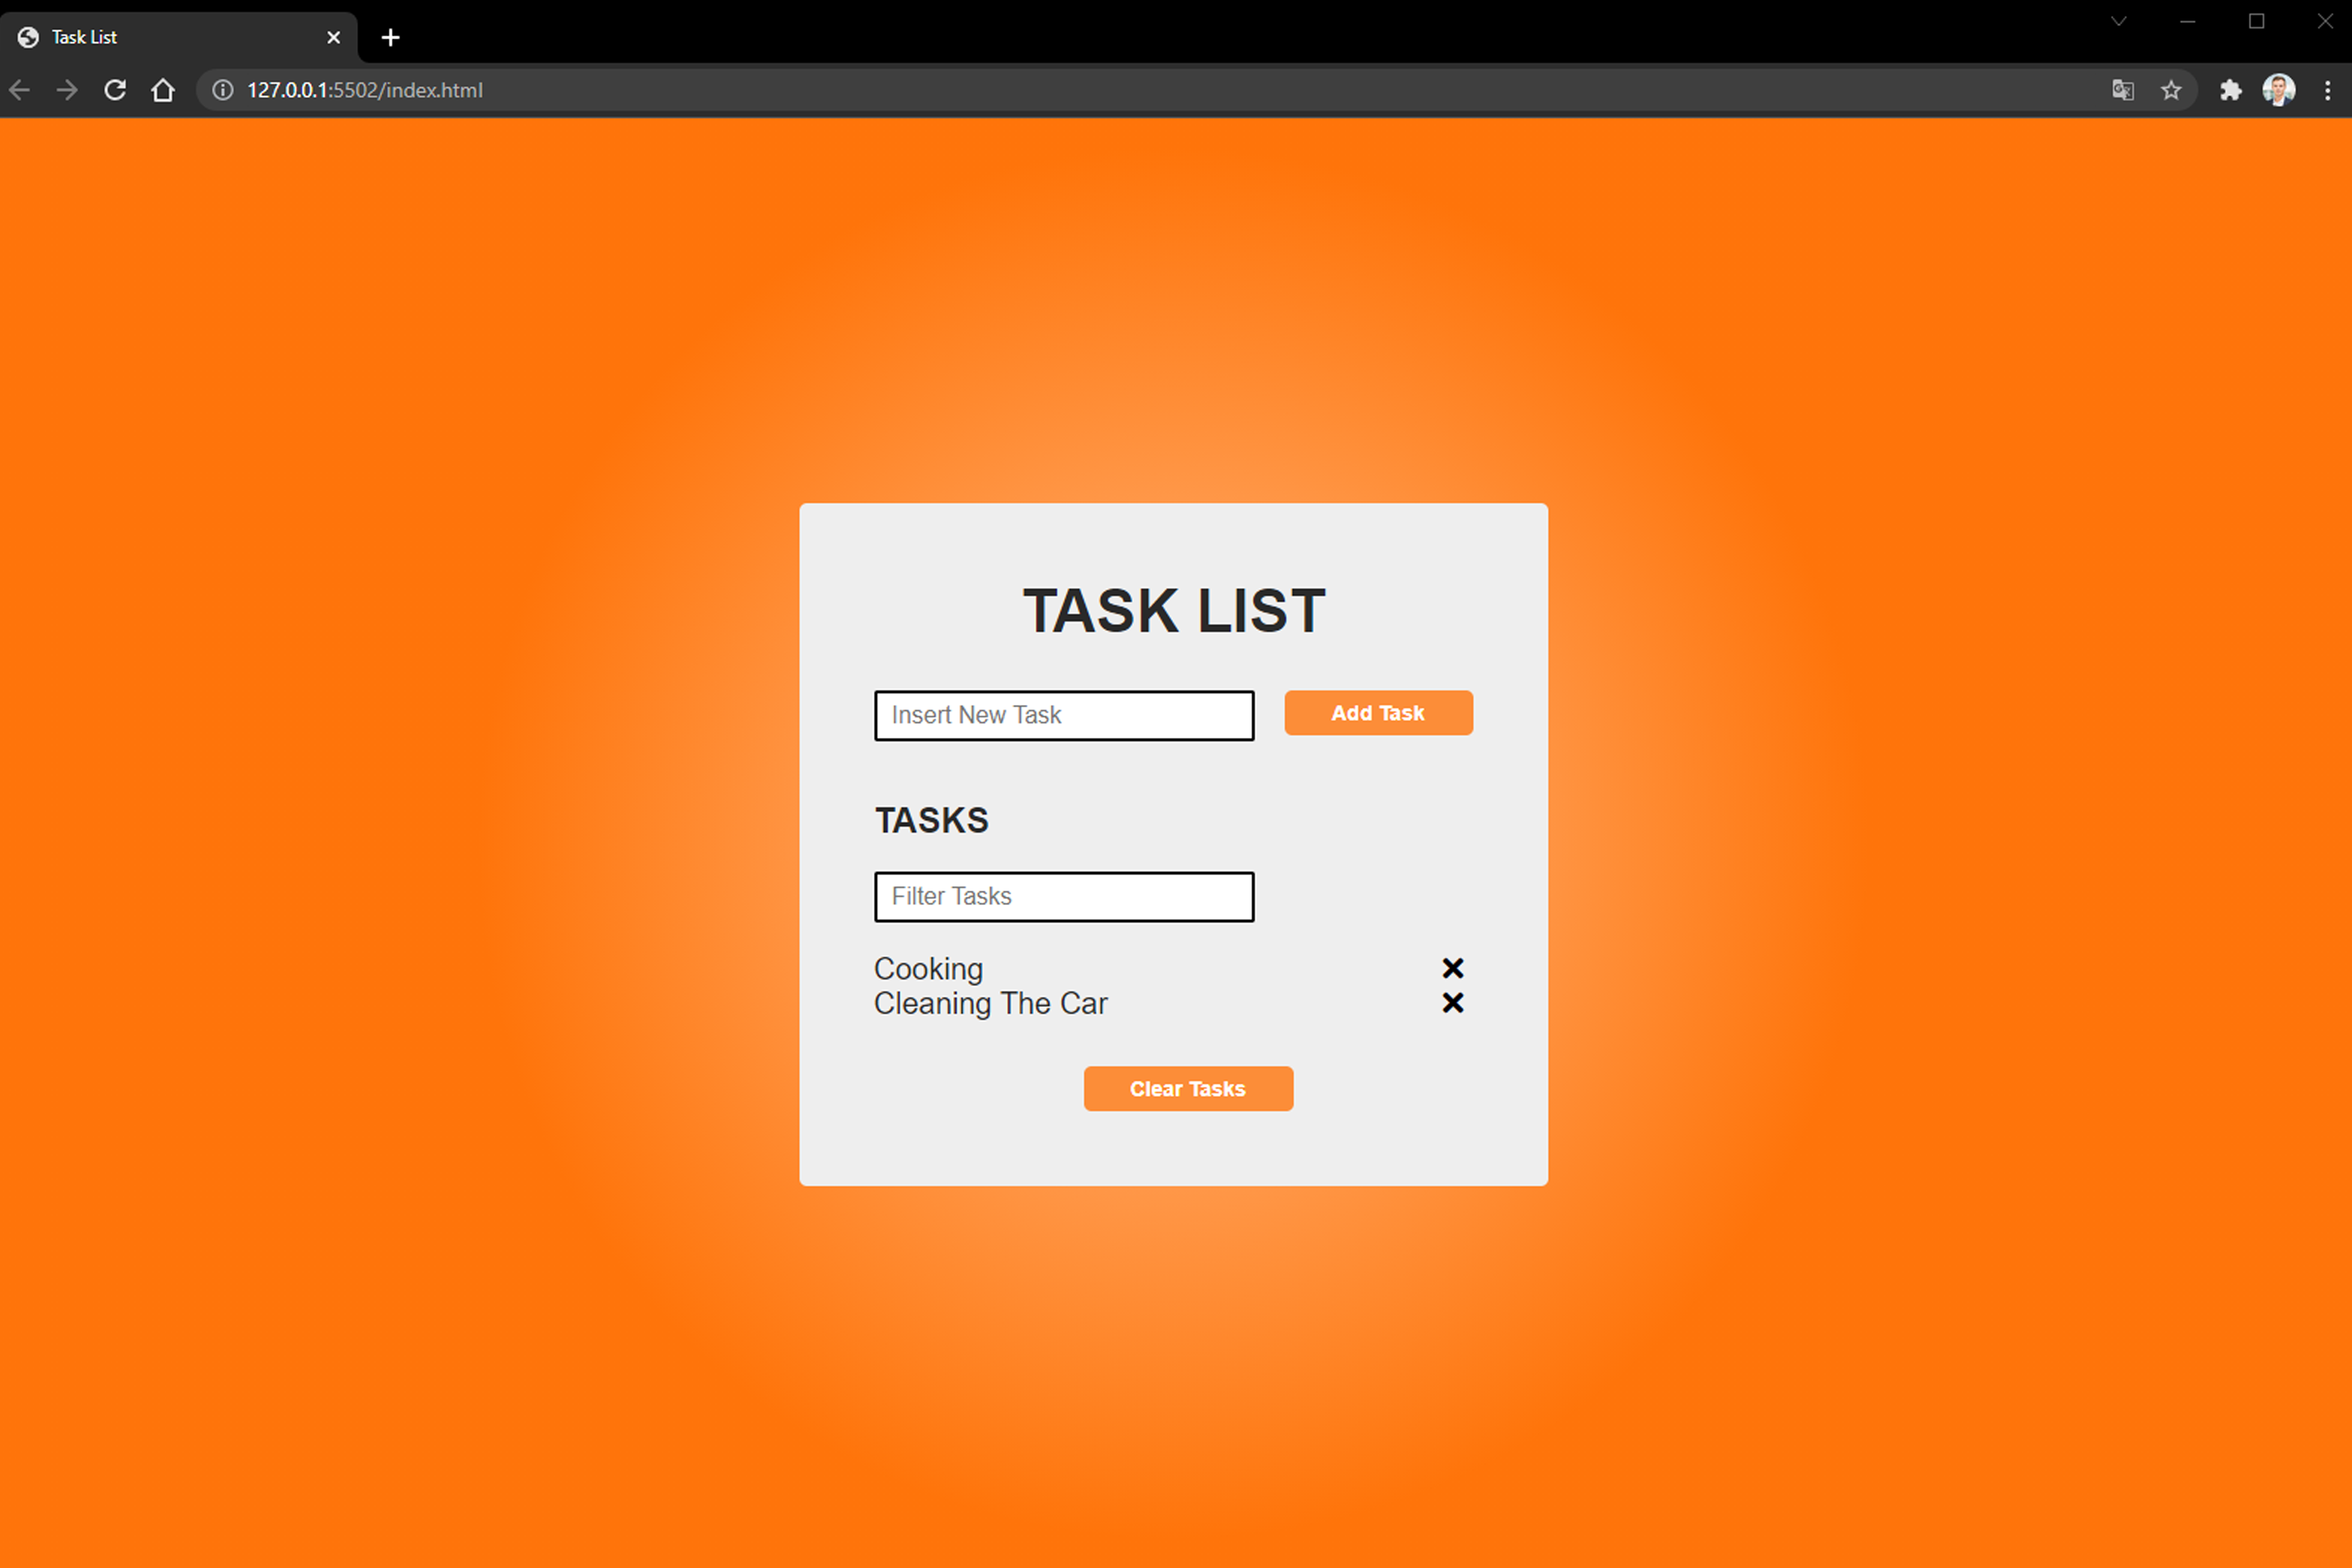 Task List
127.0.0.1:5502/index.html
TASK LIST
Insert New Task
Add Task
TASKS
Filter Tasks
Cooking
Cleaning The Car
Clear Tasks